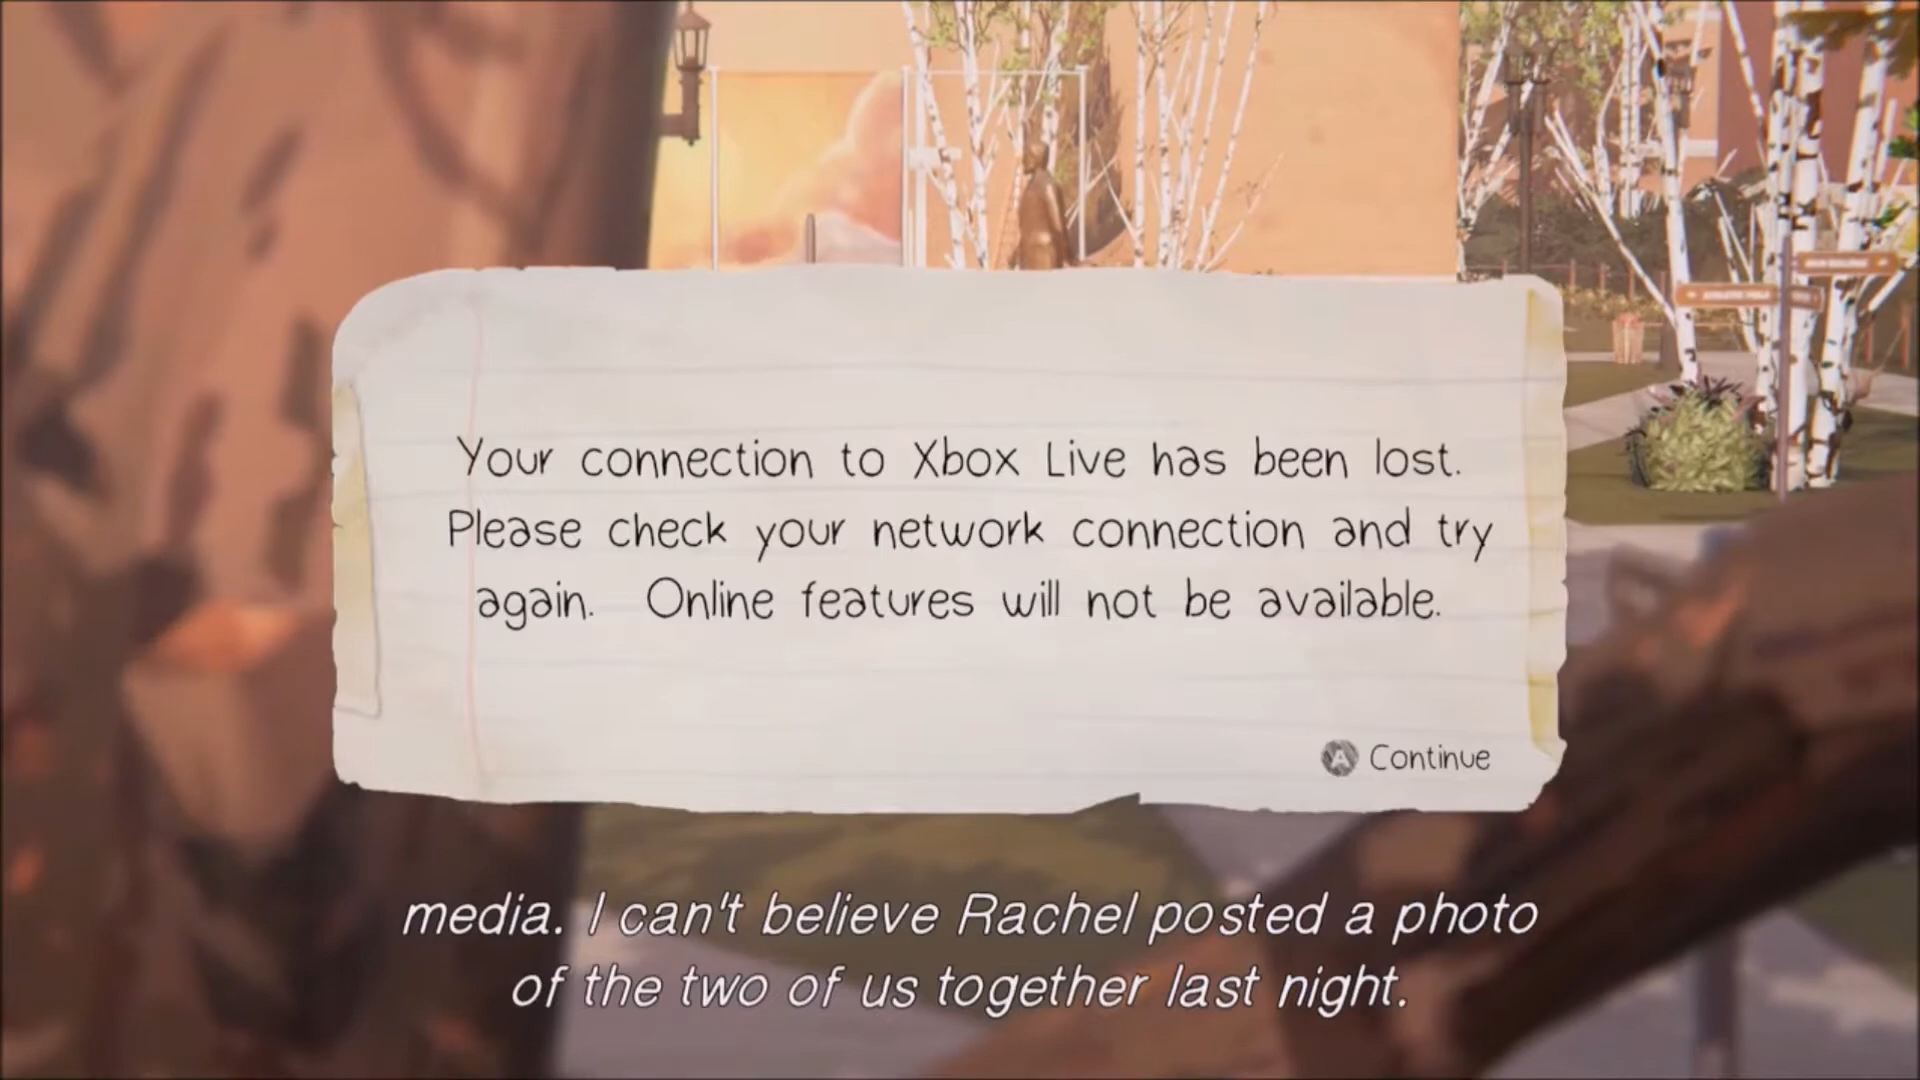 Your connection to Xbox Live has been lost.
Please check your network connection and try
again. Online features will not be available.
A Continue
media. I can't believe Rachel posted a photo
of the two of us together last night.